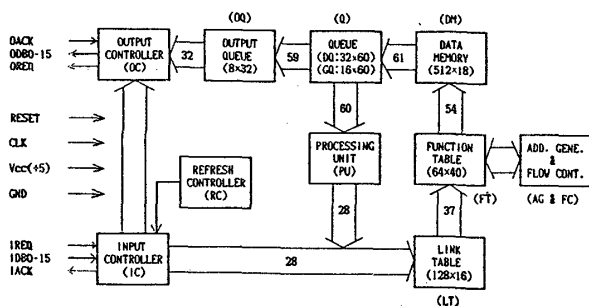 (DQ)
(Q)
(DM)
OACK
ODB0-15
OREQ
OUTPUT
CONTROLLER
(OC)
32
OUTPUT
QUEUE
(8×32)
59
QUEUE
(DQ:32×60)
(GQ:16×60)
61
DATA
MEMORY
(512×18)
60
54
RESET
CLK
Vcc(+5)
GND
REFRESH
CONTROLLER
(RC)
PROCESSING
UNIT
(PU)
FUNCTION
TABLE
(64×40)
(FT)
ADD. GENE.
&
FLOW CONT.
(AG & FC)
28
37
IREQ
IDB0-15
IACK
INPUT
CONTROLLER
(IC)
28
LINK
TABLE
(128×16)
(LT)